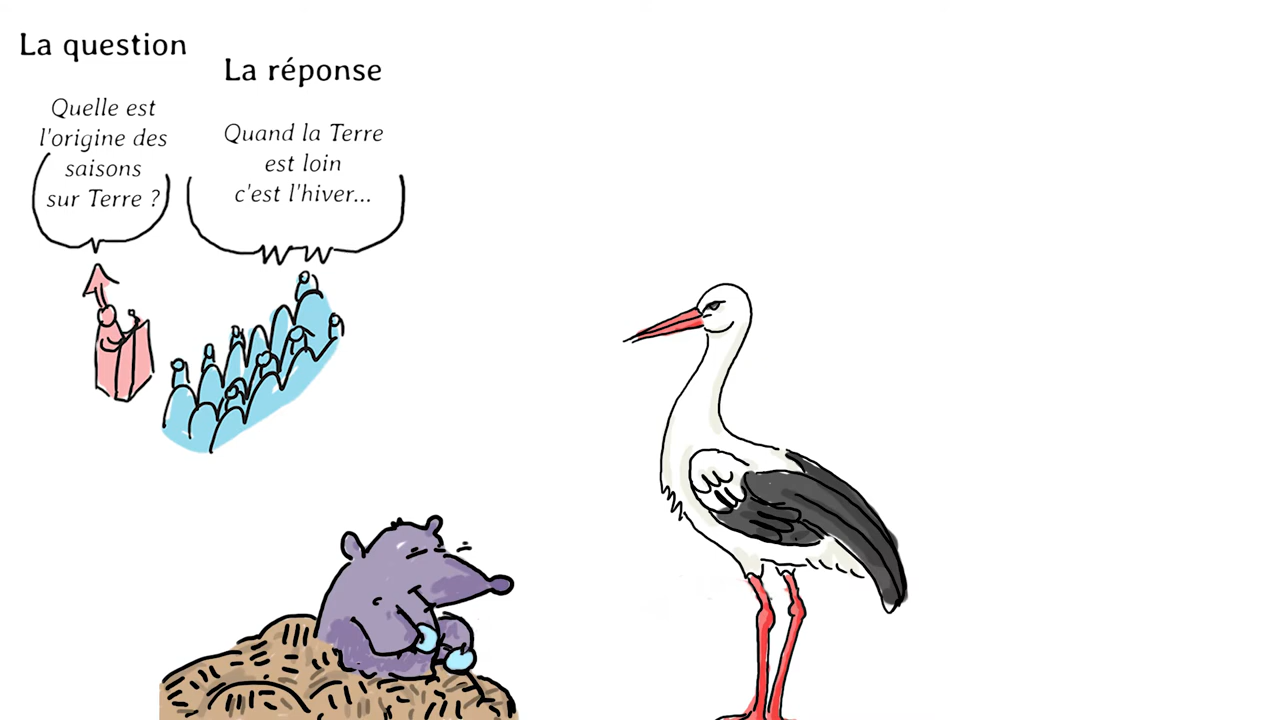 La question
Quelle est
l'origine des
saisons
sur Terre ?
La réponse
Quand la Terre
est loin
c'est l'hiver...